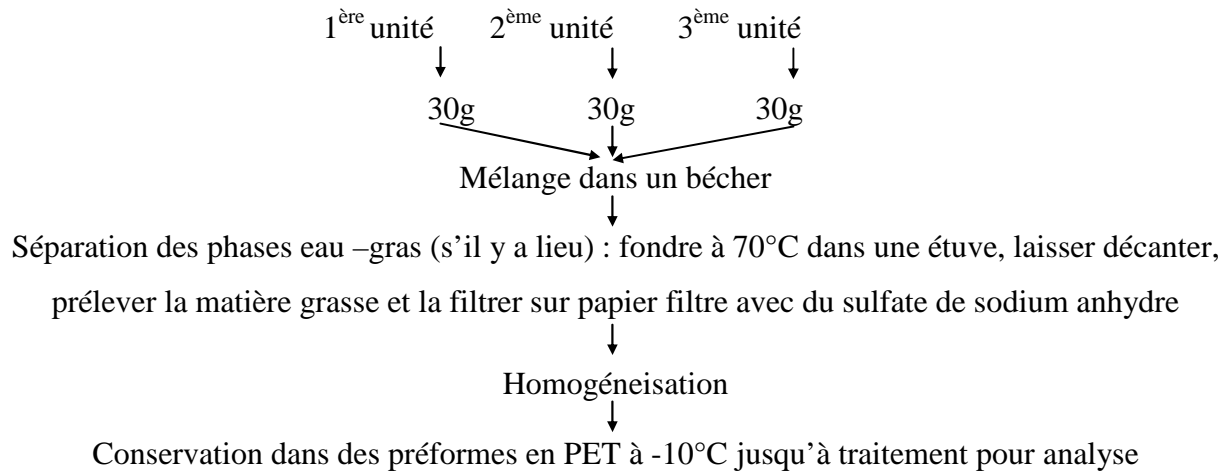 1ère unité 2ème unité 3ème unité
30g 30g 30g
Mélange dans un bécher
Séparation des phases eau –gras (s’il y a lieu) : fondre à 70°C dans une étuve, laisser décanter,
prélever la matière grasse et la filtrer sur papier filtre avec du sulfate de sodium anhydre
Homogéneisation
Conservation dans des préformes en PET à -10°C jusqu’à traitement pour analyse